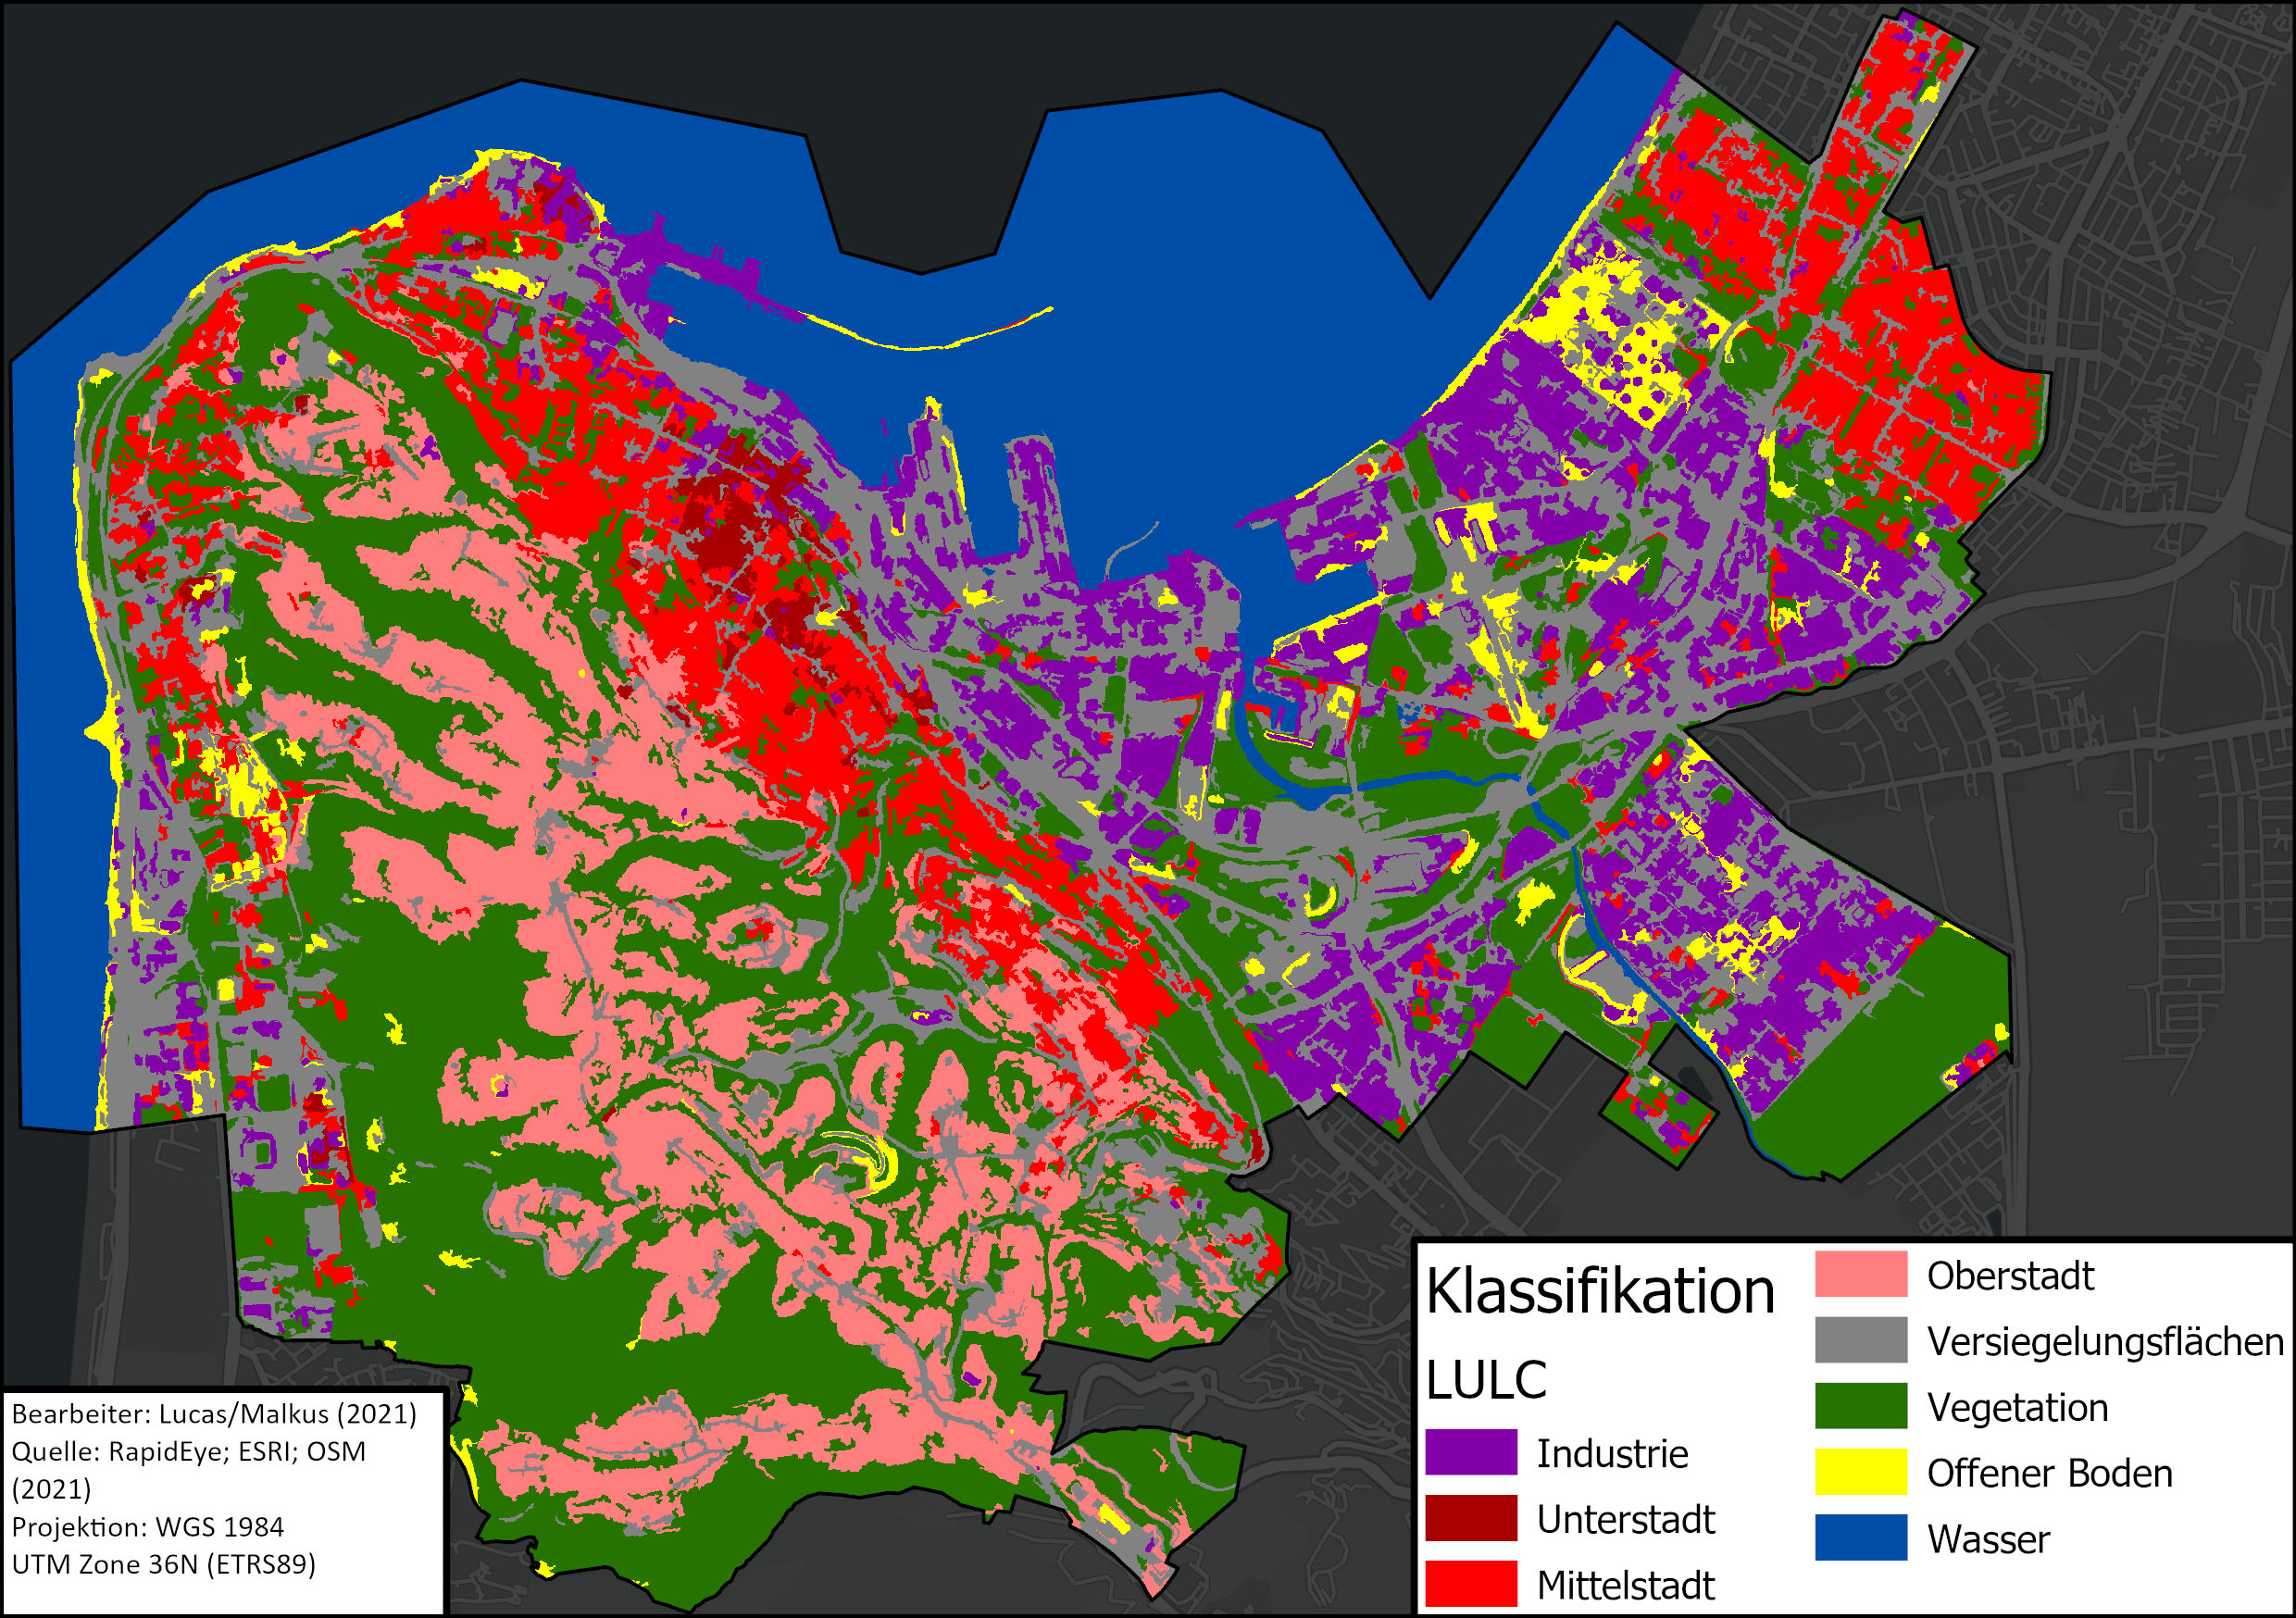 Klassifikation
LULC
Industrie
Unterstadt
Mittelstadt
Oberstadt
Versiegelungsflächen
Vegetation
Offener Boden
Wasser
Bearbeiter: Lucas/Malkus (2021)
Quelle: RapidEye; ESRI; OSM
(2021)
Projektion: WGS 1984
UTM Zone 36N (ETRS89)